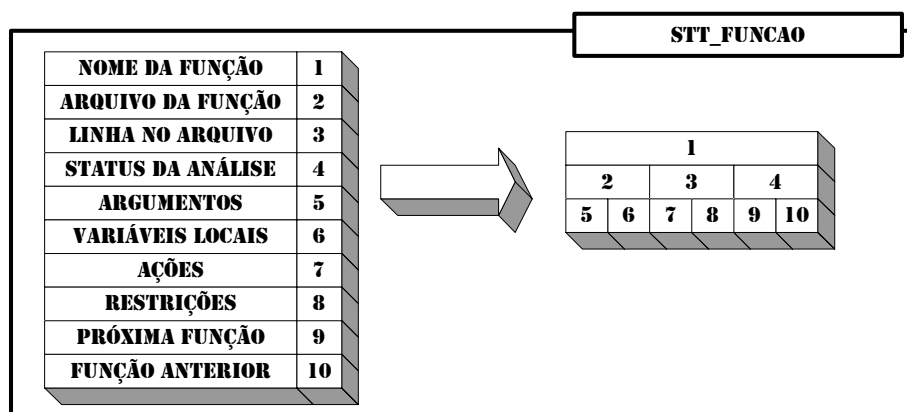 STT_FUNCAO
NOME DA FUNÇÃO 1
ARQUIVO DA FUNÇÃO 2
LINHA NO ARQUIVO 3
STATUS DA ANÁLISE 4
ARGUMENTOS 5
VARIÁVEIS LOCAIS 6
AÇÕES 7
RESTRIÇÕES 8
PRÓXIMA FUNÇÃO 9
FUNÇÃO ANTERIOR 10
1
2 3 4
5 6 7 8 9 10